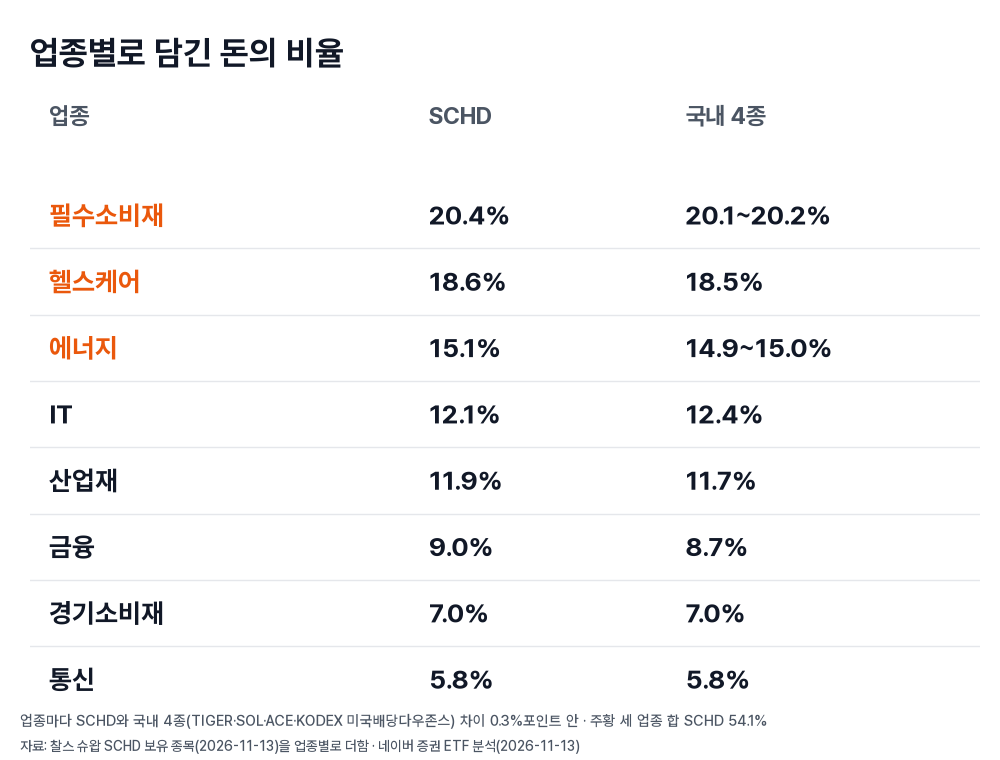 업종별로 담긴 돈의 비율
업종 SCHD 국내 4종
필수소비재 20.4% 20.1~20.2%
헬스케어 18.6% 18.5%
에너지 15.1% 14.9~15.0%
IT 12.1% 12.4%
산업재 11.9% 11.7%
금융 9.0% 8.7%
경기소비재 7.0% 7.0%
통신 5.8% 5.8%
업종마다 SCHD와 국내 4종(TIGER·SOL·ACE·KODEX 미국배당다우존스) 차이 0.3%포인트 안 · 주황 세 업종 합 SCHD 54.1%
자료: 찰스 슈왑 SCHD 보유 종목(2026-11-13)을 업종별로 더함 · 네이버 증권 ETF 분석(2026-11-13)